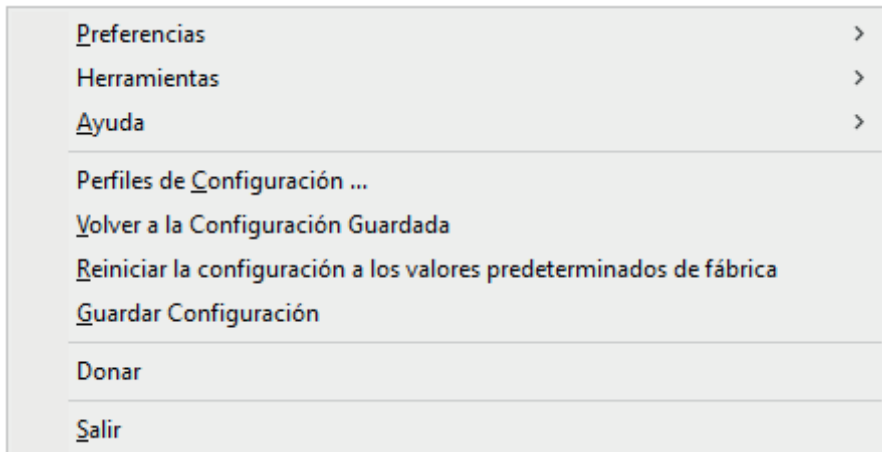 Preferencias
Herramientas
Ayuda
Perfiles de Configuración ...
Volver a la Configuración Guardada
Reiniciar la configuración a los valores predeterminados de fábrica
Guardar Configuración
Donar
Salir